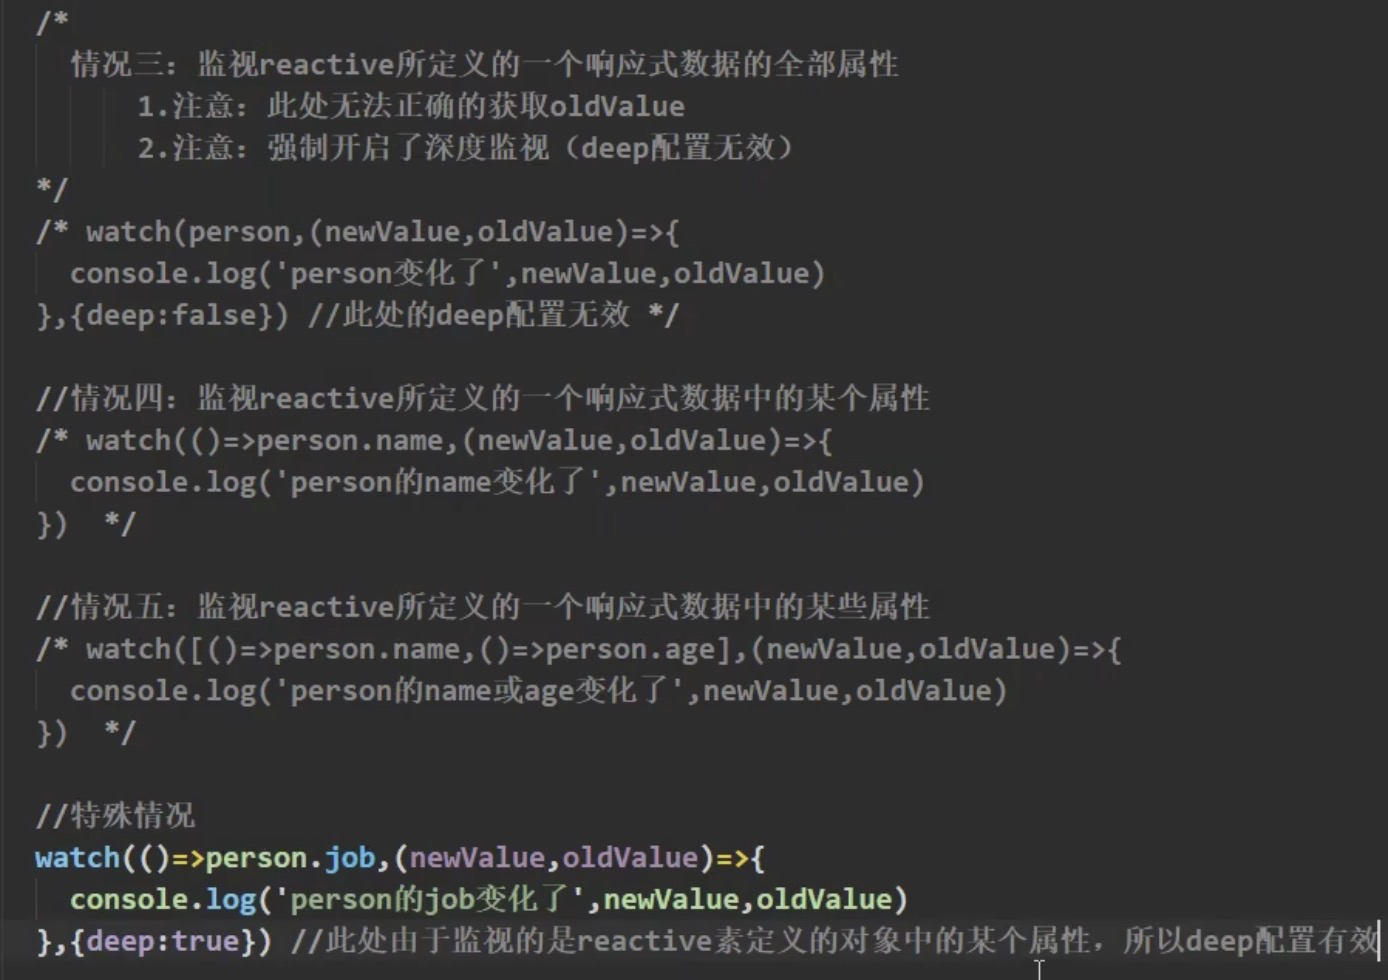 /*
情况三：监视reactive所定义的一个响应式数据的全部属性
1.注意：此处无法正确的获取oldValue
2.注意：强制开启了深度监视（deep配置无效）
*/
/* watch(person,(newValue,oldValue)=>{
console.log('person变化了',newValue,oldValue)
},{deep:false}) //此处的deep配置无效 */
//情况四：监视reactive所定义的一个响应式数据中的某个属性
/* watch(()=>person.name,(newValue,oldValue)=>{
console.log('person的name变化了',newValue,oldValue)
})  */
//情况五：监视reactive所定义的一个响应式数据中的某些属性
/* watch([()=>person.name,()=>person.age],(newValue,oldValue)=>{
console.log('person的name或age变化了',newValue,oldValue)
})  */
//特殊情况
watch(()=>person.job,(newValue,oldValue)=>{
console.log('person的job变化了',newValue,oldValue)
},{deep:true}) //此处由于监视的是reactive素定义的对象中的某个属性，所以deep配置有效